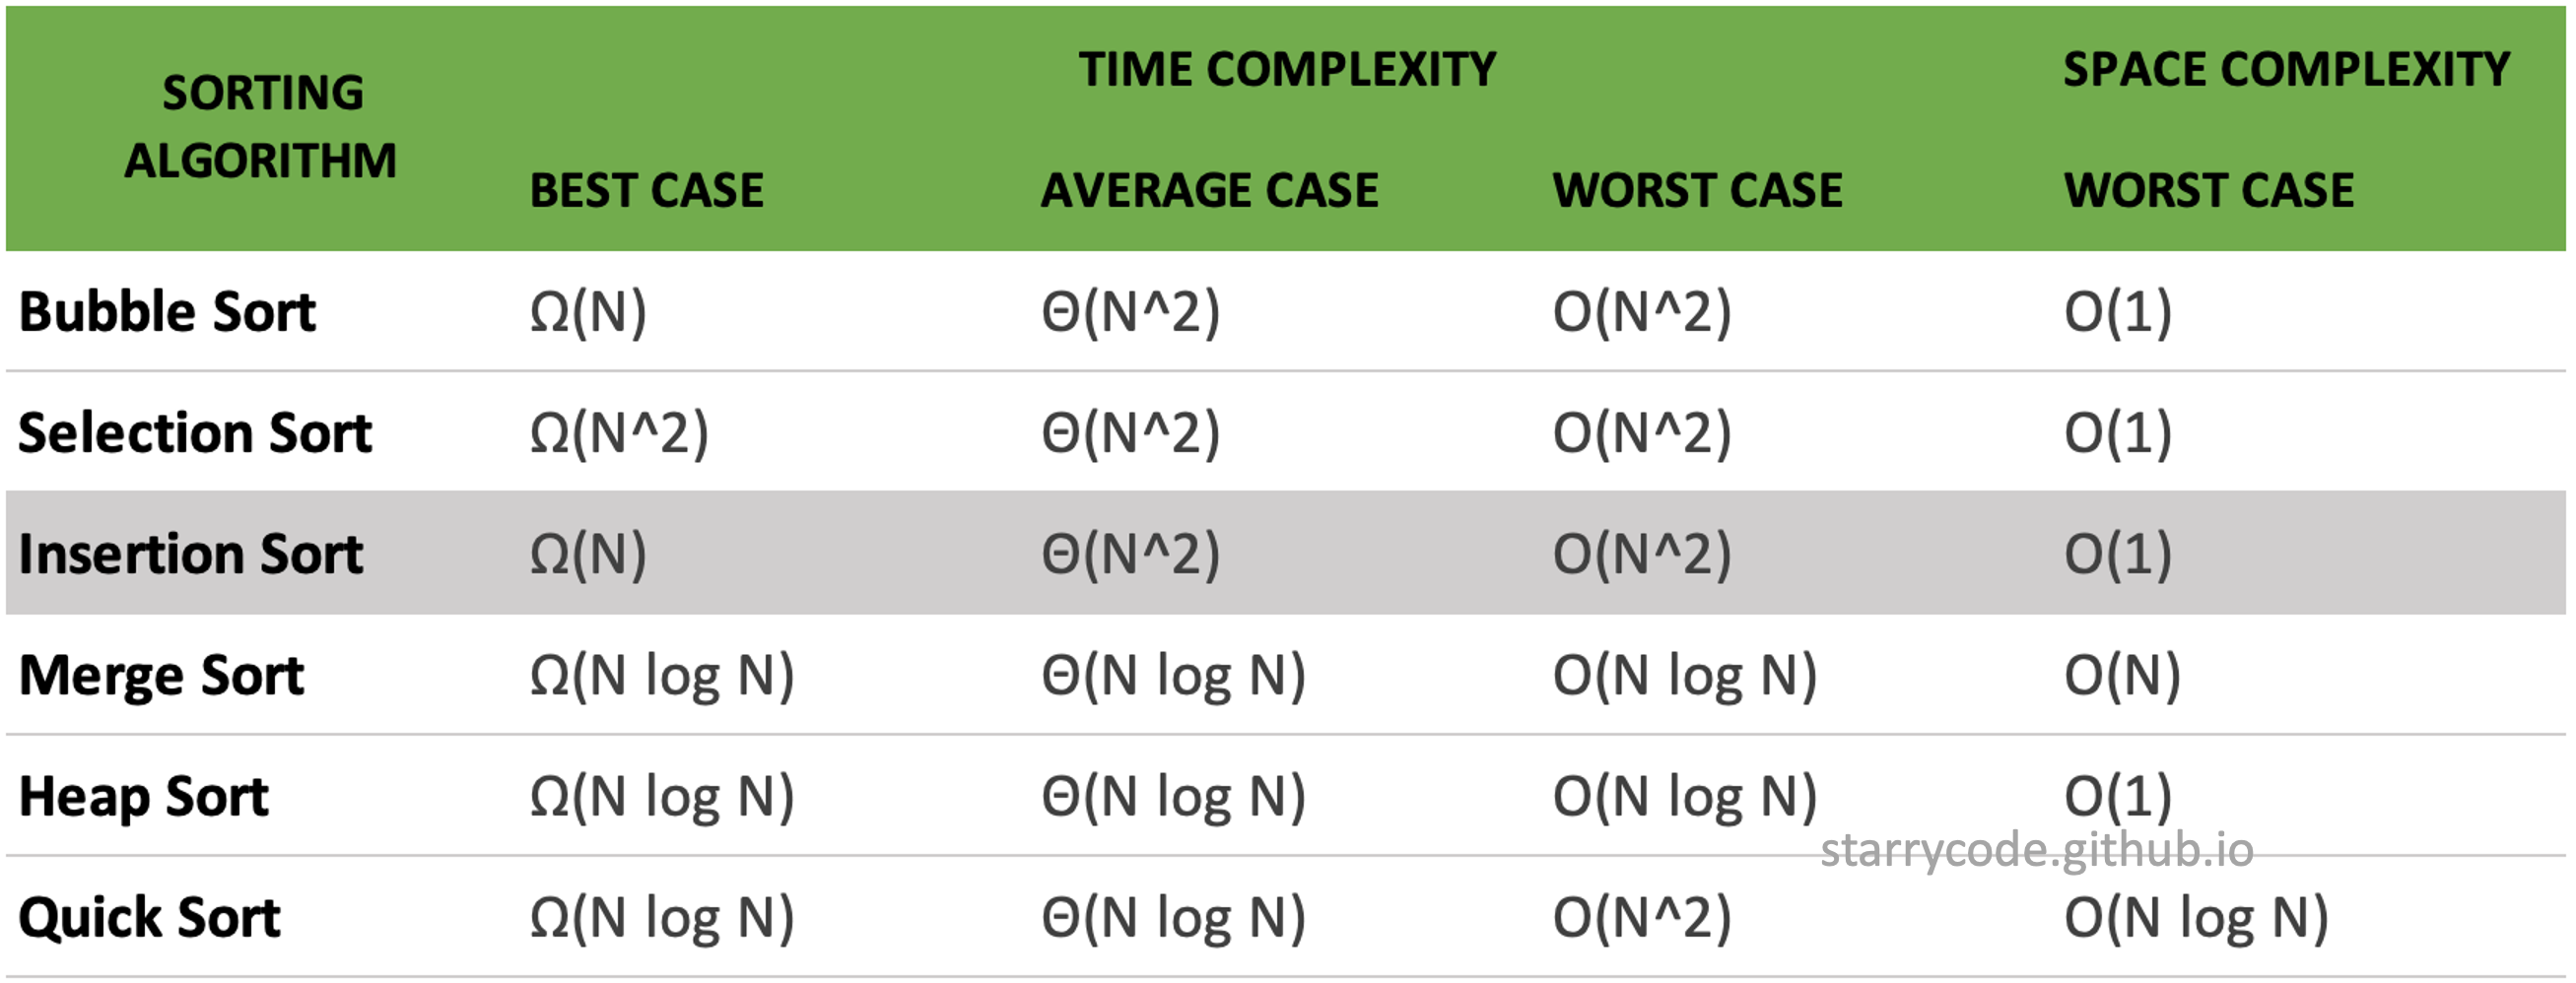 SORTING
ALGORITHM
TIME COMPLEXITY
SPACE COMPLEXITY
BEST CASE AVERAGE CASE WORST CASE WORST CASE
Bubble Sort Ω(N) Θ(N^2) O(N^2) O(1)
Selection Sort Ω(N^2) Θ(N^2) O(N^2) O(1)
Insertion Sort Ω(N) Θ(N^2) O(N^2) O(1)
Merge Sort Ω(N log N) Θ(N log N) O(N log N) O(N)
Heap Sort Ω(N log N) Θ(N log N) O(N log N) O(1)
starrycode.github.io
Quick Sort Ω(N log N) Θ(N log N) O(N^2) O(N log N)